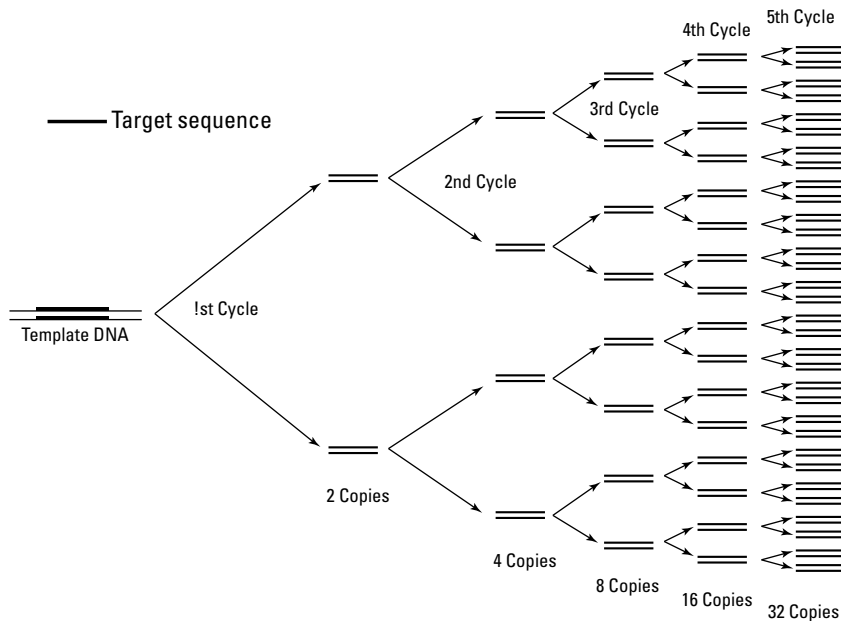 5th Cycle
4th Cycle
3rd Cycle
Target sequence
2nd Cycle
!st Cycle
Template DNA
2 Copies
4 Copies
8 Copies
16 Copies
32 Copies